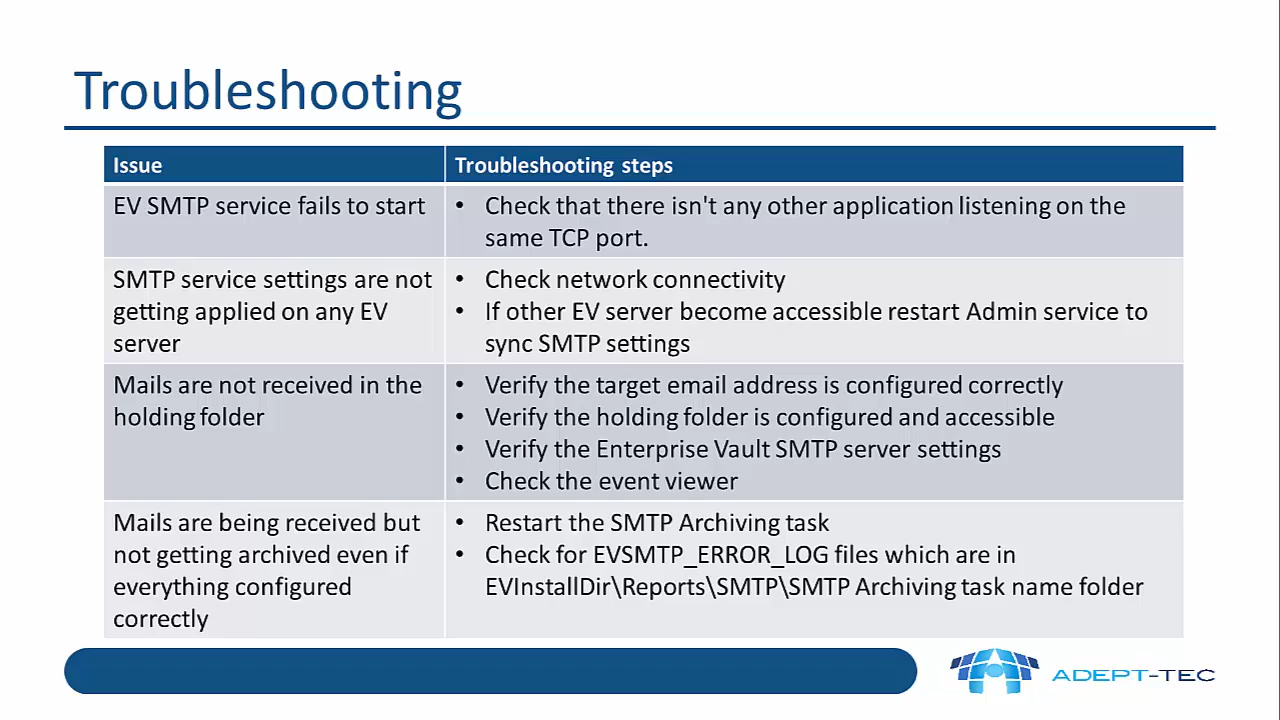 Troubleshooting
Issue
Troubleshooting steps
EV SMTP service fails to start
• Check that there isn't any other application listening on the
same TCP port.
SMTP service settings are not
getting applied on any EV
server
• Check network connectivity
• If other EV server become accessible restart Admin service to
sync SMTP settings
Mails are not received in the
holding folder
• Verify the target email address is configured correctly
• Verify the holding folder is configured and accessible
• Verify the Enterprise Vault SMTP server settings
• Check the event viewer
Mails are being received but
not getting archived even if
everything configured
correctly
• Restart the SMTP Archiving task
• Check for EVSMTP_ERROR_LOG files which are in
EVInstallDir\Reports\SMTP\SMTP Archiving task name folder
ADEPT-TEC